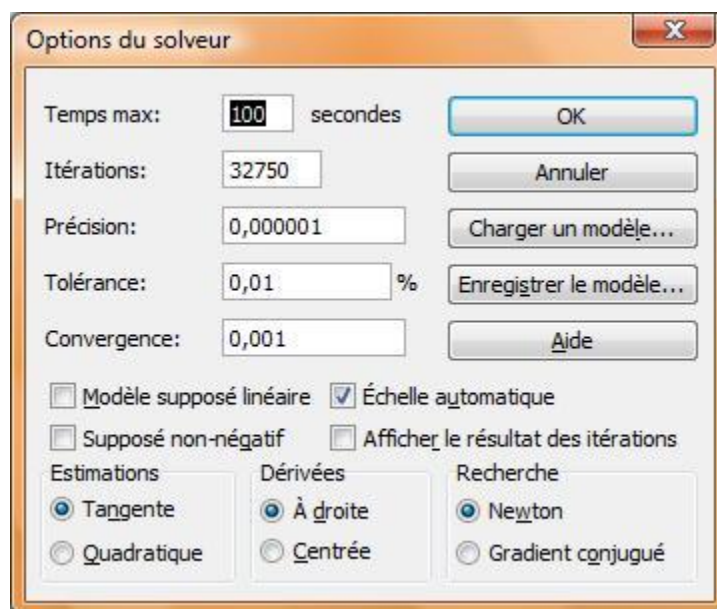 Options du solveur
Temps max: 100 secondes OK
Itérations: 32750 Annuler
Précision: 0,000001 Charger un modèle...
Tolérance: 0,01 % Enregistrer le modèle...
Convergence: 0,001 Aide
Modèle supposé linéaire Échelle automatique
Supposé non-négatif Afficher le résultat des itérations
Estimations Dérivées Recherche
Tangente À droite Newton
Quadratique Centrée Gradient conjugué